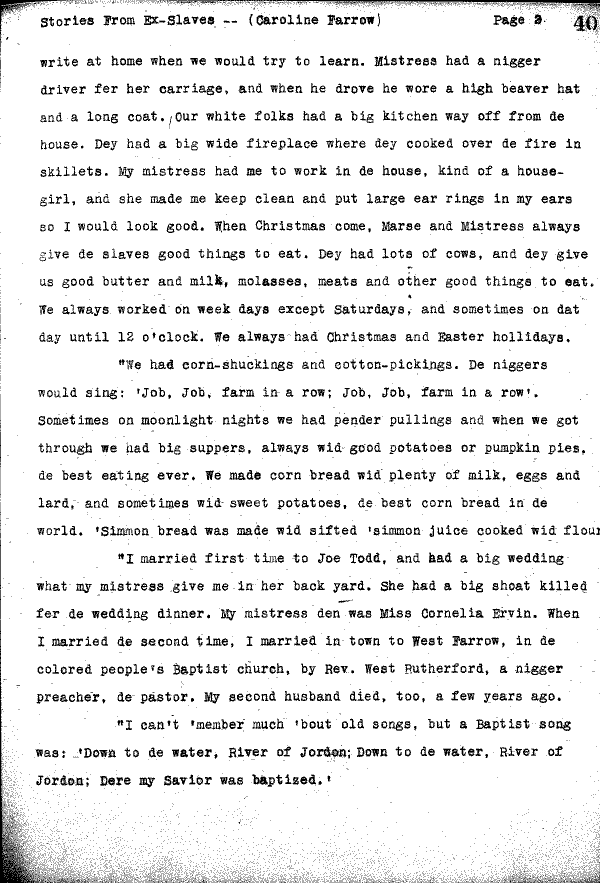 Stories From Ex-Slaves -- (Caroline Farrow) Page 2 40
write at home when we would try to learn. Mistress had a nigger
driver fer her carriage, and when he drove he wore a high beaver hat
and a long coat. Our white folks had a big kitchen way off from de
house. Dey had a big wide fireplace where dey cooked over de fire in
skillets. My mistress had me to work in de house, kind of a house-
girl, and she made me keep clean and put large ear rings in my ears
so I would look good. When Christmas come, Marse and Mistress always
give de slaves good things to eat. Dey had lots of cows, and dey give
us good butter and milk, molasses, meats and other good things to eat.
We always worked on week days except Saturdays, and sometimes on dat
day until 12 o'clock. We always had Christmas and Easter hollidays.
"We had corn-shuckings and cotton-pickings. De niggers
would sing: 'Job, Job, farm in a row; Job, Job, farm in a row'.
Sometimes on moonlight nights we had pender pullings and when we got
through we had big suppers, always wid good potatoes or pumpkin pies,
de best eating ever. We made corn bread wid plenty of milk, eggs and
lard, and sometimes wid sweet potatoes, de best corn bread in de
world. 'Simmon bread was made wid sifted 'simmon juice cooked wid flour
"I married first time to Joe Todd, and had a big wedding
what my mistress give me in her back yard. She had a big shoat killed
fer de wedding dinner. My mistress den was Miss Cornelia Ervin. When
I married de second time, I married in town to West Farrow, in de
colored people's Baptist church, by Rev. West Rutherford, a nigger
preacher, de pastor. My second husband died, too, a few years ago.
"I can't 'member much 'bout old songs, but a Baptist song
was: 'Down to de water, River of Jordon; Down to de water, River of
Jordon; Dere my Savior was baptized.'